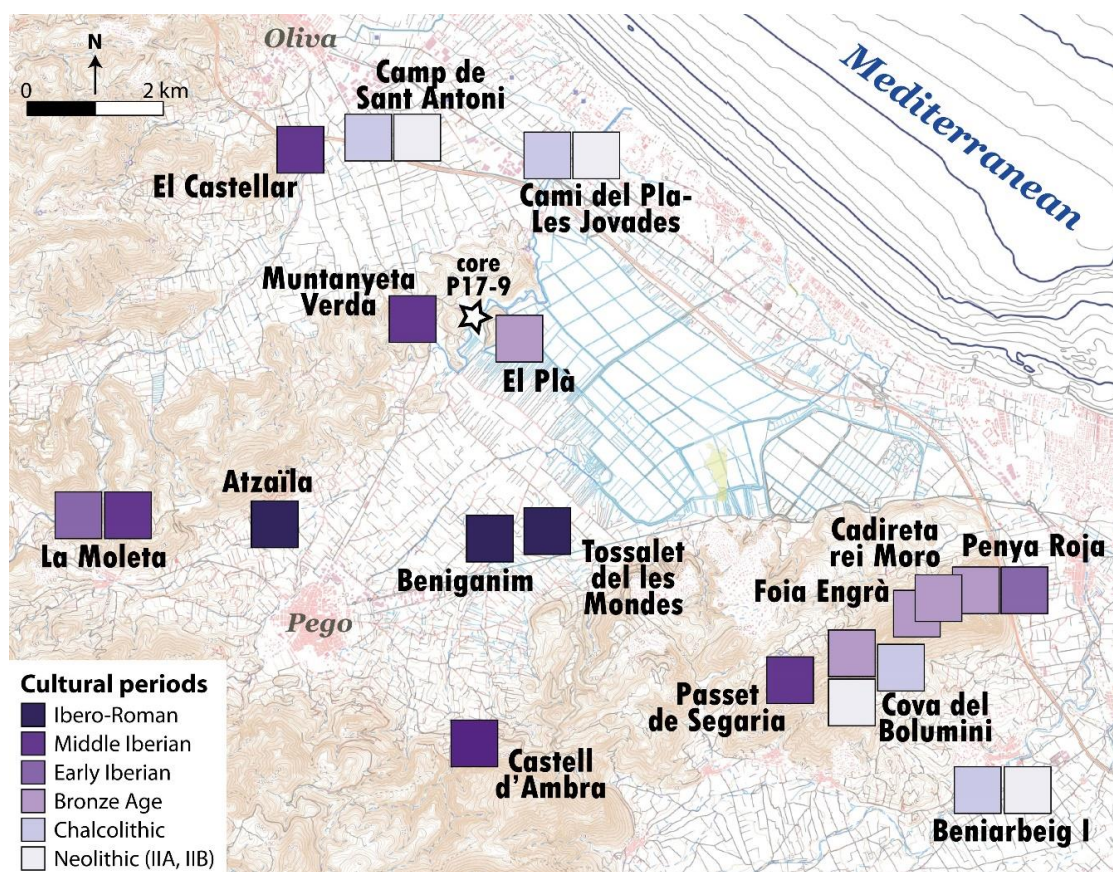 Oliva
N
0
2 km
Camp de
Sant Antoni
Mediterranean
El Castellar
Cami del Pla-
Les Jovades
Muntanyeta
Verda
core
P17-9
El Plà
Atzaïla
La Moleta
Beniganim
Tossalet
del les
Mondes
Cadireta
rei Moro
Penya Roja
Foia Engrà
Pego
Passet
de Segaria
Cova del
Bolumini
Castell
d'Ambra
Beniarbeig I
Cultural periods
Ibero-Roman
Middle Iberian
Early Iberian
Bronze Age
Chalcolithic
Neolithic (IIA, IIB)